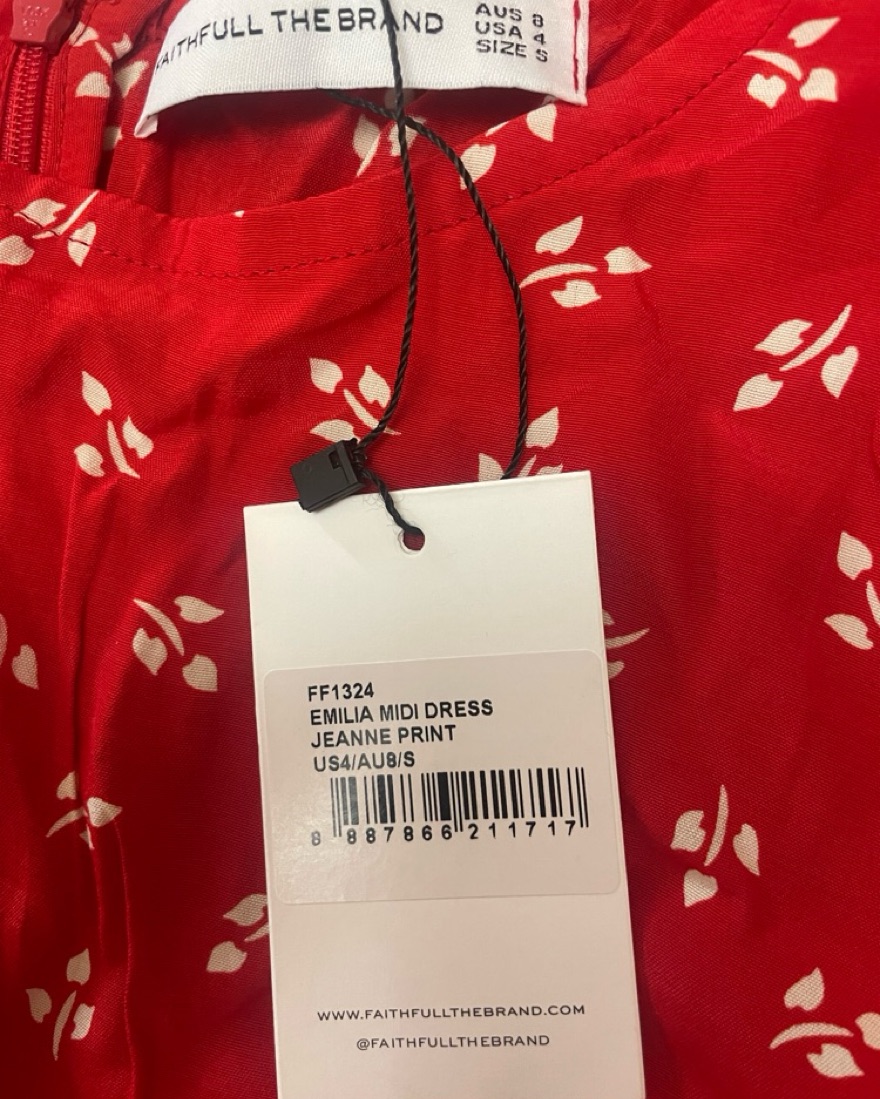 FAITHFULL THE BRAND
AUS 8
USA 4
SIZE S
FF1324
EMILIA MIDI DRESS
JEANNE PRINT
US4/AU8/S
8 887866 211717
WWW.FAITHFULLTHEBRAND.COM
@FAITHFULLTHEBRAND